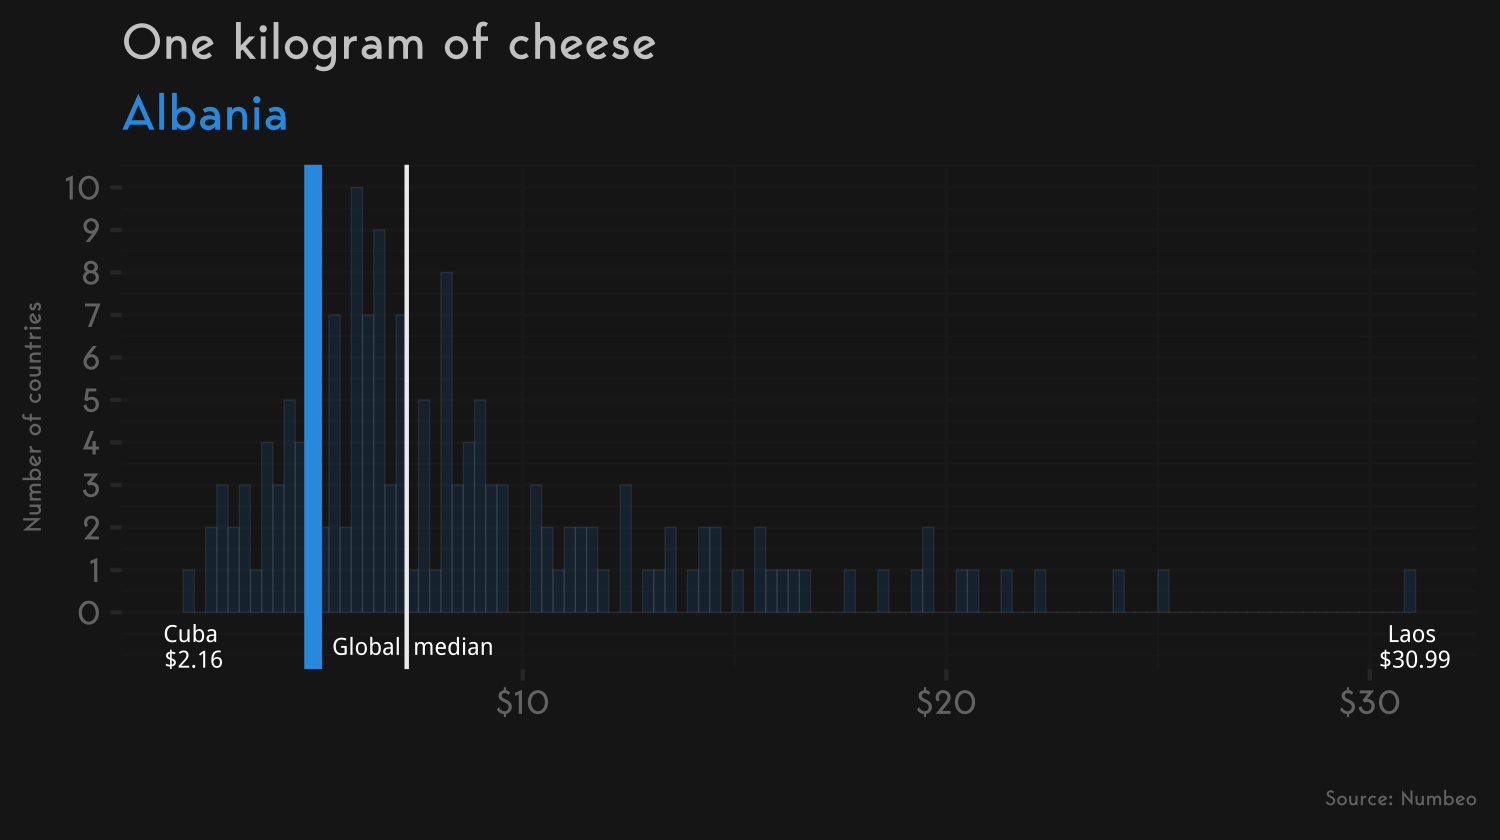 One kilogram of cheese
Albania
Number of countries
10
9
8
7
6
5
4
3
2
1
0
Cuba
$2.16
Global median
Laos
$30.99
$10
$20
$30
Source: Numbeo